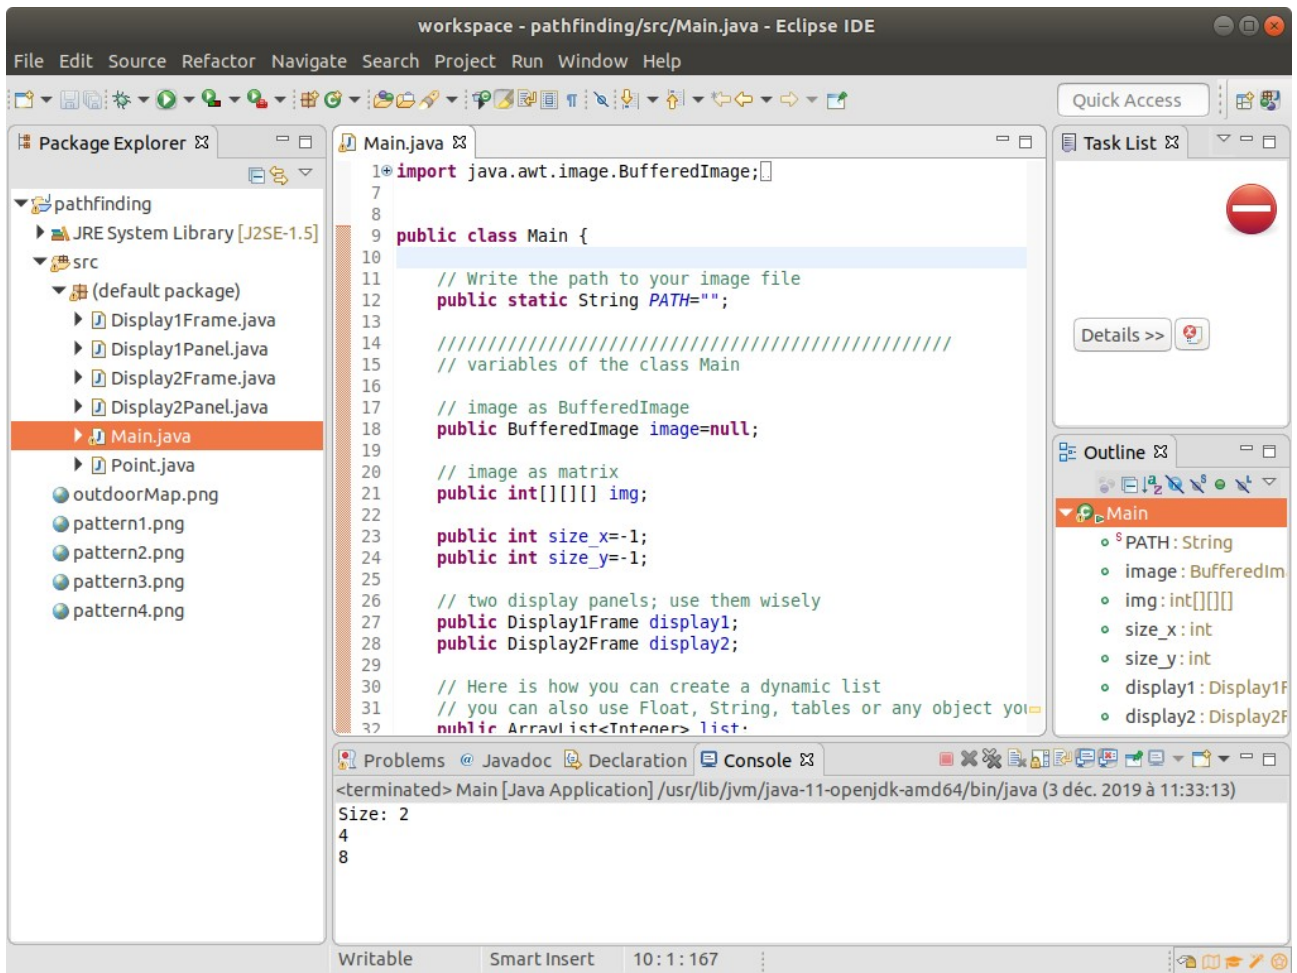 workspace - pathfinding/src/Main.java - Eclipse IDE
File Edit Source Refactor Navigate Search Project Run Window Help
Quick Access
Package Explorer
pathfinding
JRE System Library [J2SE-1.5]
src
(default package)
Display1Frame.java
Display1Panel.java
Display2Frame.java
Display2Panel.java
Main.java
Point.java
outdoorMap.png
pattern1.png
pattern2.png
pattern3.png
pattern4.png
Main.java
1 import java.awt.image.BufferedImage;
7
8
9 public class Main {
10
11 // Write the path to your image file
12 public static String PATH="";
13
14 ///////////////////////////////////////////////////
15 // variables of the class Main
16
17 // image as BufferedImage
18 public BufferedImage image=null;
19
20 // image as matrix
21 public int[][][] img;
22
23 public int size_x=-1;
24 public int size_y=-1;
25
26 // two display panels; use them wisely
27 public Display1Frame display1;
28 public Display2Frame display2;
29
30 // Here is how you can create a dynamic list
31 // you can also use Float, String, tables or any object you
32 public ArrayList<Integer> list;
Task List
Details >>
Outline
Main
PATH : String
image : BufferedIm
img : int[][][]
size_x : int
size_y : int
display1 : Display1F
display2 : Display2F
Problems @ Javadoc Declaration Console
<terminated> Main [Java Application] /usr/lib/jvm/java-11-openjdk-amd64/bin/java (3 déc. 2019 à 11:33:13)
Size: 2
4
8
Writable Smart Insert 10 : 1 : 167